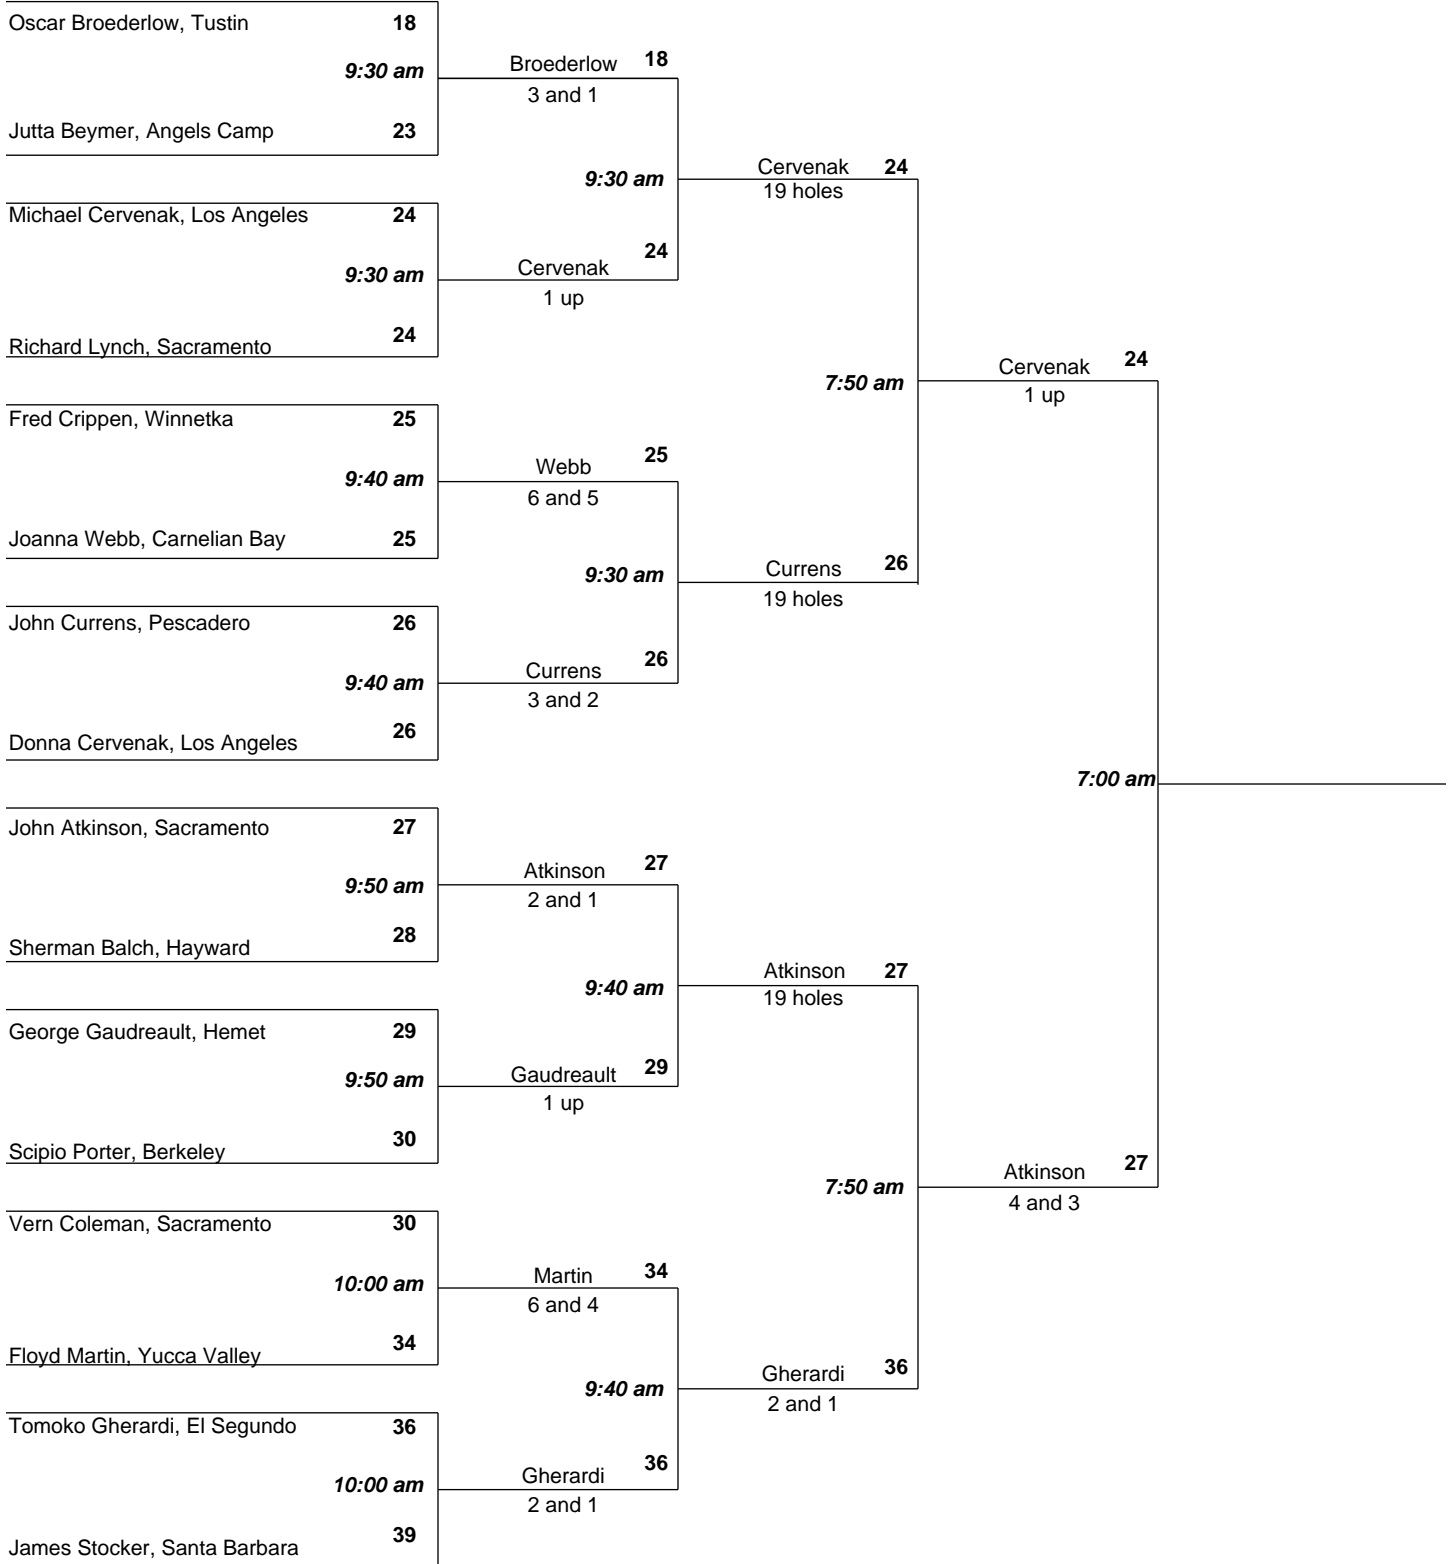 Oscar Broederlow, Tustin 18
9:30 am
Jutta Beymer, Angels Camp 23
Michael Cervenak, Los Angeles 24
9:30 am
Richard Lynch, Sacramento 24
Fred Crippen, Winnetka 25
9:40 am
Joanna Webb, Carnelian Bay 25
John Currens, Pescadero 26
9:40 am
Donna Cervenak, Los Angeles 26
John Atkinson, Sacramento 27
9:50 am
Sherman Balch, Hayward 28
George Gaudreault, Hemet 29
9:50 am
Scipio Porter, Berkeley 30
Vern Coleman, Sacramento 30
10:00 am
Floyd Martin, Yucca Valley 34
Tomoko Gherardi, El Segundo 36
10:00 am
James Stocker, Santa Barbara 39
Broederlow 18
3 and 1
9:30 am
Cervenak 24
1 up
Webb 25
6 and 5
9:30 am
Currens 26
3 and 2
Atkinson 27
2 and 1
9:40 am
Gaudreault 29
1 up
Martin 34
6 and 4
9:40 am
Gherardi 36
2 and 1
Cervenak 24
19 holes
7:50 am
Currens 26
19 holes
Atkinson 27
19 holes
7:50 am
Gherardi 36
2 and 1
Cervenak 24
1 up
7:00 am
Atkinson 27
4 and 3